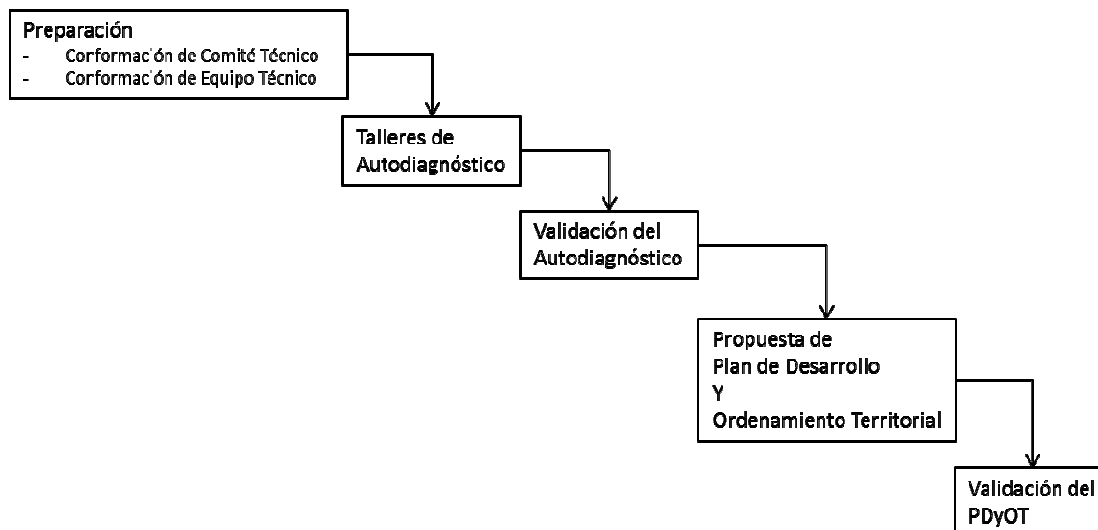 Preparación
- Conformación de Comité Técnico
- Conformación de Equipo Técnico
Talleres de
Autodiagnóstico
Validación del
Autodiagnóstico
Propuesta de
Plan de Desarrollo
Y
Ordenamiento Territorial
Validación del
PDyOT